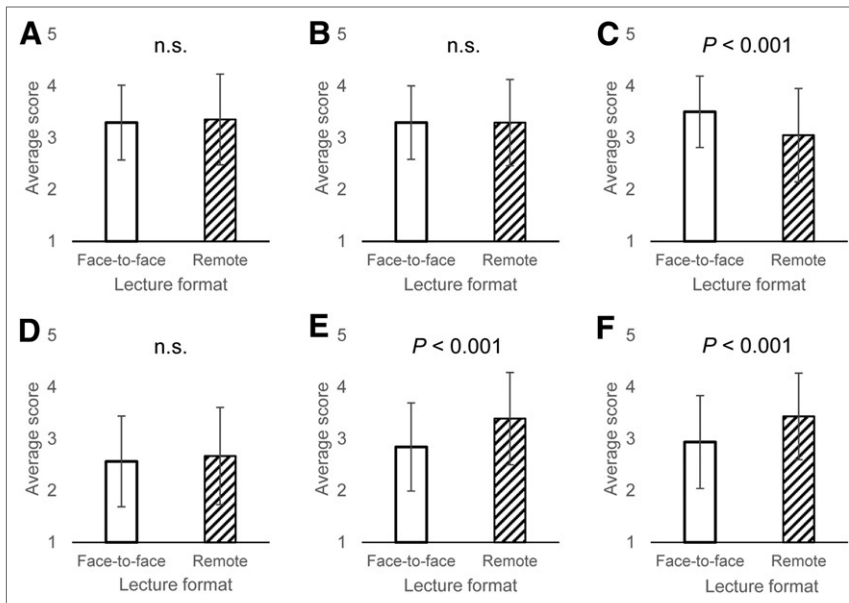 A
n.s.
5
4
3
2
1
Average score
Face-to-face Remote
Lecture format
B
n.s.
5
4
3
2
1
Average score
Face-to-face Remote
Lecture format
C
P < 0.001
5
4
3
2
1
Average score
Face-to-face Remote
Lecture format
D
n.s.
5
4
3
2
1
Average score
Face-to-face Remote
Lecture format
E
P < 0.001
5
4
3
2
1
Average score
Face-to-face Remote
Lecture format
F
P < 0.001
5
4
3
2
1
Average score
Face-to-face Remote
Lecture format